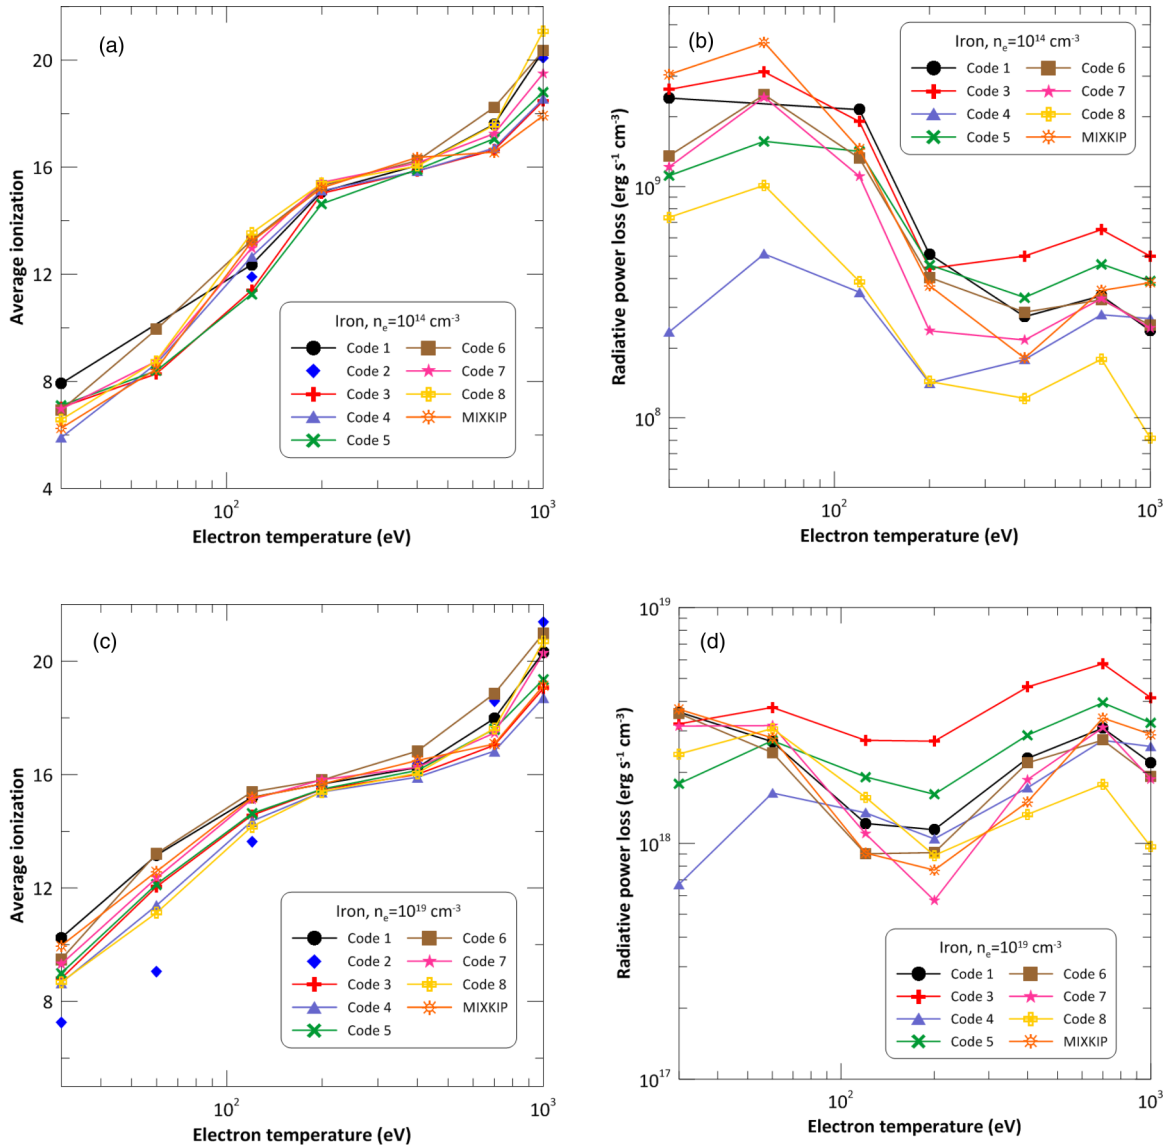 (a)
20
16
12
8
4
Average ionization
Iron, nₑ=10¹⁴ cm⁻³
Code 1
Code 6
Code 2
Code 7
Code 3
Code 8
Code 4
MIXKIP
Code 5
10²
10³
Electron temperature (eV)
(b)
10⁹
10⁸
Radiative power loss (erg s⁻¹ cm⁻³)
Iron, nₑ=10¹⁴ cm⁻³
Code 1
Code 6
Code 3
Code 7
Code 4
Code 8
Code 5
MIXKIP
10²
10³
Electron temperature (eV)
(c)
20
16
12
8
Average ionization
Iron, nₑ=10¹⁹ cm⁻³
Code 1
Code 6
Code 2
Code 7
Code 3
Code 8
Code 4
MIXKIP
Code 5
10²
10³
Electron temperature (eV)
(d)
10¹⁹
10¹⁸
10¹⁷
Radiative power loss (erg s⁻¹ cm⁻³)
Iron, nₑ=10¹⁹ cm⁻³
Code 1
Code 6
Code 3
Code 7
Code 4
Code 8
Code 5
MIXKIP
10²
10³
Electron temperature (eV)